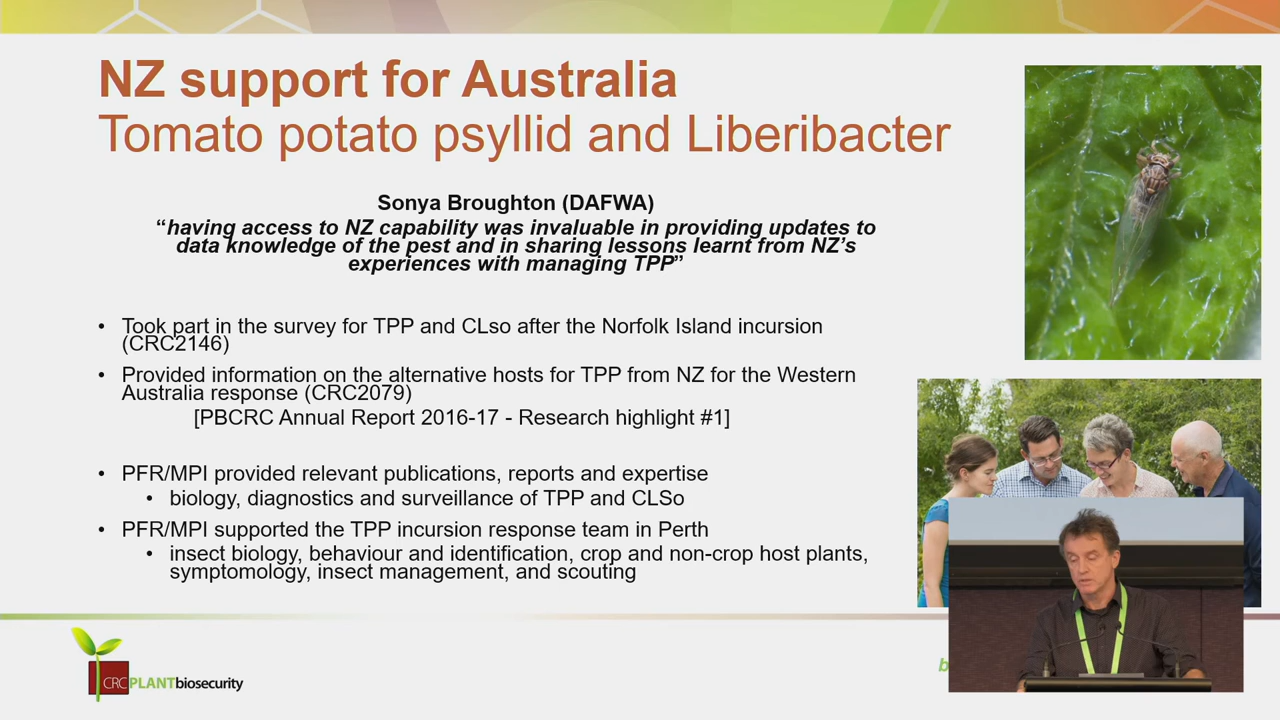 NZ support for Australia
Tomato potato psyllid and Liberibacter
Sonya Broughton (DAFWA)
“having access to NZ capability was invaluable in providing updates to
data knowledge of the pest and in sharing lessons learnt from NZ’s
experiences with managing TPP”
• Took part in the survey for TPP and CLso after the Norfolk Island incursion
(CRC2146)
• Provided information on the alternative hosts for TPP from NZ for the Western
Australia response (CRC2079)
[PBCRC Annual Report 2016-17 - Research highlight #1]
• PFR/MPI provided relevant publications, reports and expertise
• biology, diagnostics and surveillance of TPP and CLSo
• PFR/MPI supported the TPP incursion response team in Perth
• insect biology, behaviour and identification, crop and non-crop host plants,
symptomology, insect management, and scouting
CRCPLANTbiosecurity